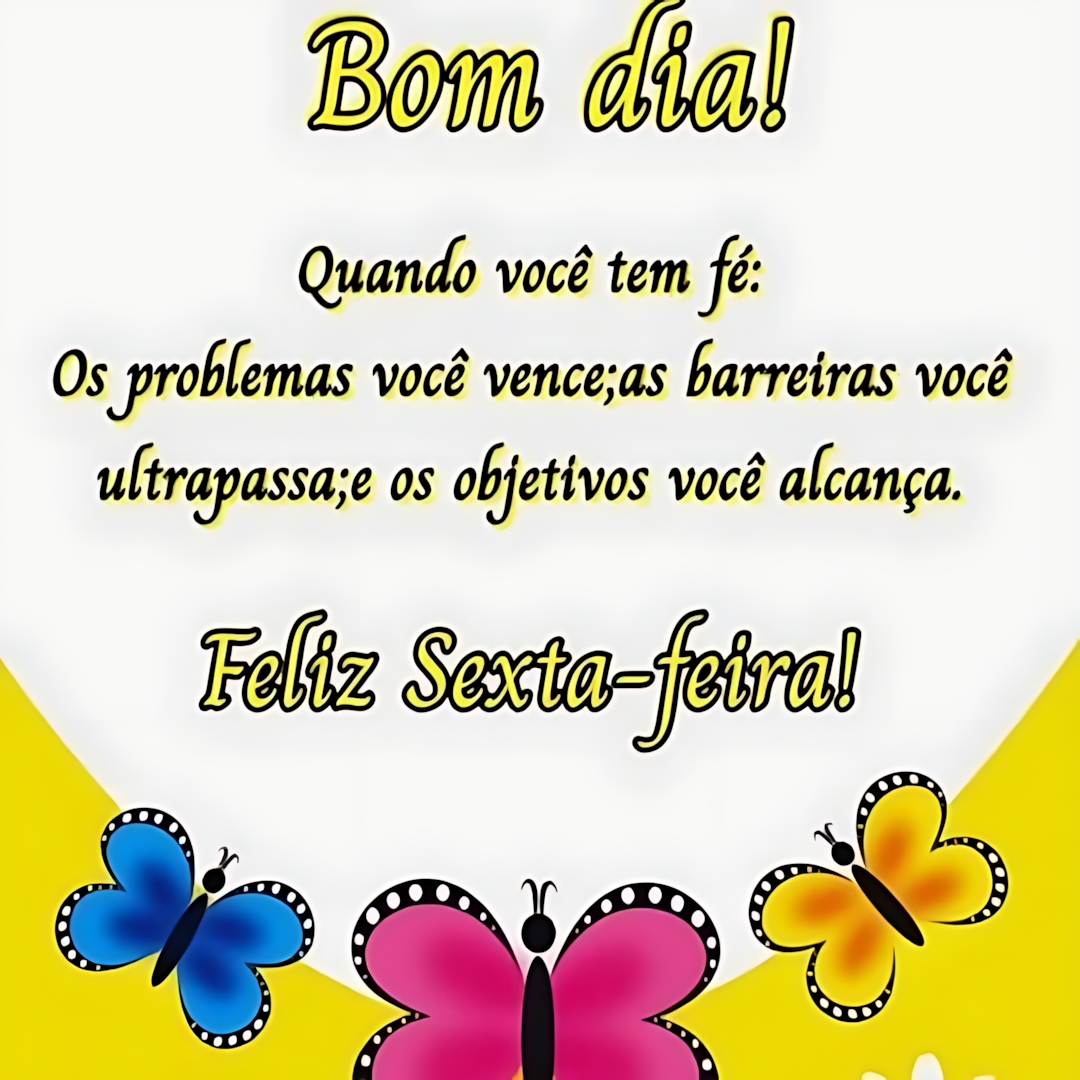 Bom dia!
Quando você tem fé:
Os problemas você vence;as barreiras você
ultrapassa;e os objetivos você alcança.
Feliz Sexta-feira!